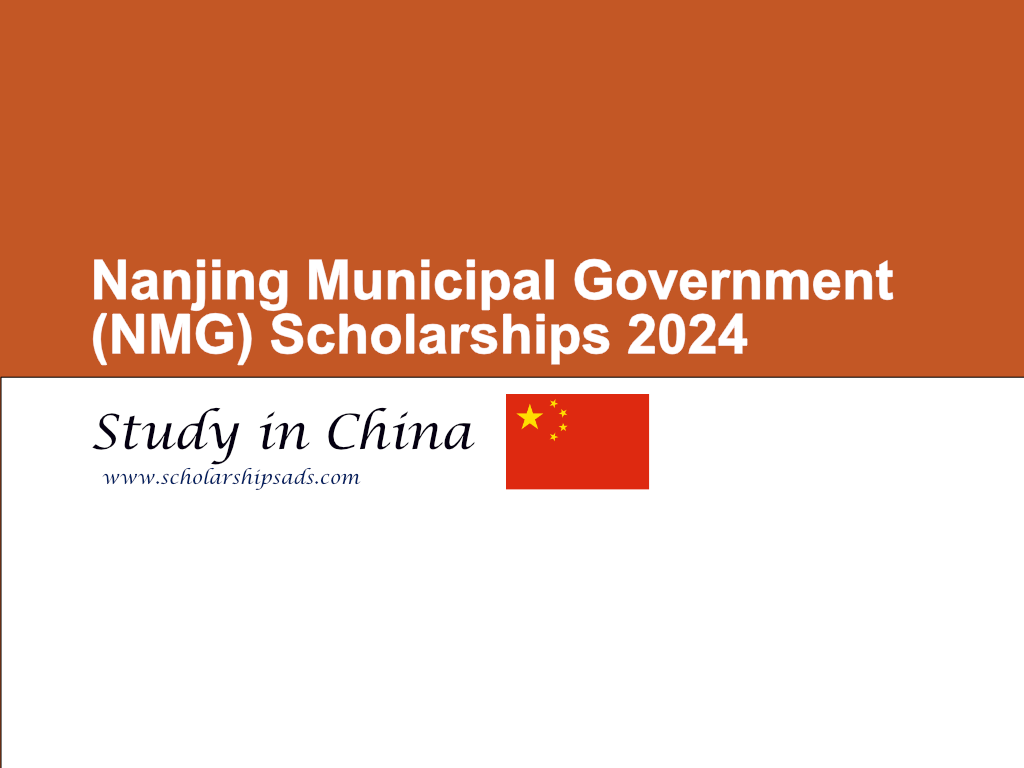 Nanjing Municipal Government
(NMG) Scholarships 2024
Study in China
www.scholarshipsads.com